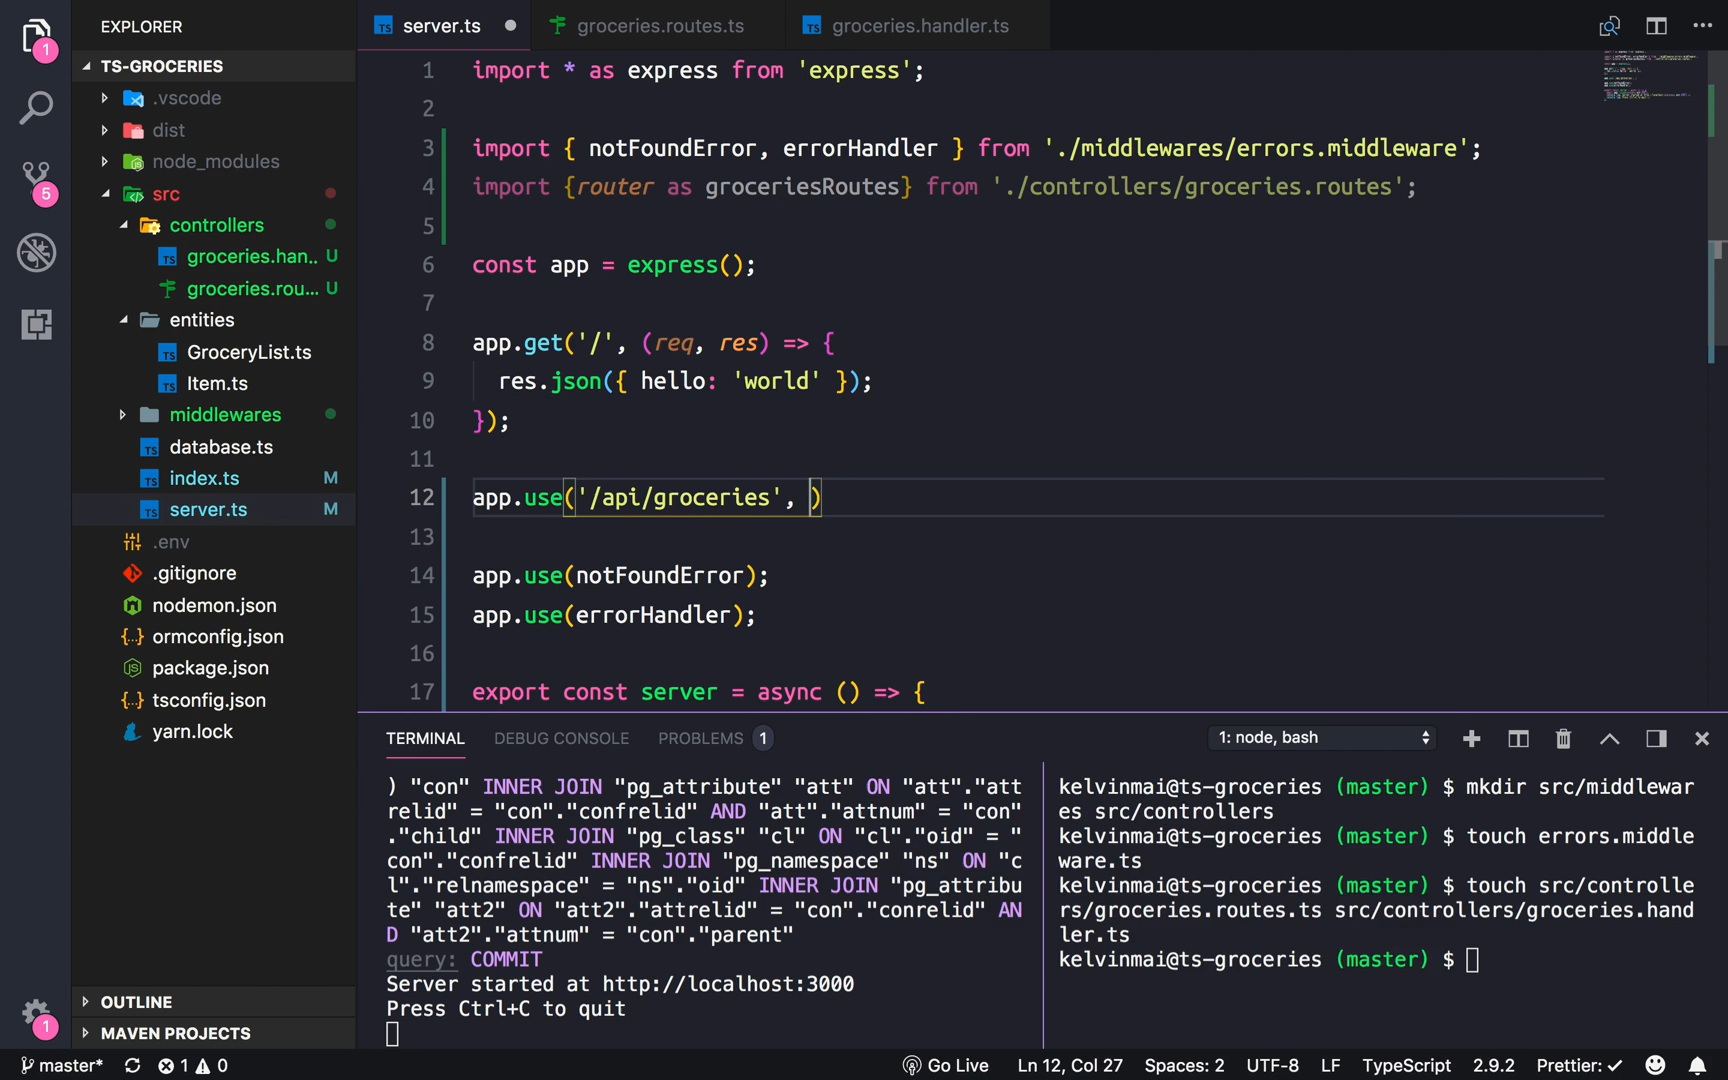 EXPLORER
TS-GROCERIES
.vscode
dist
node_modules
src
controllers
groceries.han.. U
groceries.rou... U
entities
GroceryList.ts
Item.ts
middlewares
database.ts
index.ts M
server.ts M
.env
.gitignore
nodemon.json
ormconfig.json
package.json
tsconfig.json
yarn.lock
OUTLINE
MAVEN PROJECTS
1
5
1
server.ts groceries.routes.ts groceries.handler.ts
1 import * as express from 'express';
2
3 import { notFoundError, errorHandler } from './middlewares/errors.middleware';
4 import {router as groceriesRoutes} from './controllers/groceries.routes';
5
6 const app = express();
7
8 app.get('/', (req, res) => {
9 res.json({ hello: 'world' });
10 });
11
12 app.use('/api/groceries', )
13
14 app.use(notFoundError);
15 app.use(errorHandler);
16
17 export const server = async () => {
TERMINAL DEBUG CONSOLE PROBLEMS 1 1: node, bash
) "con" INNER JOIN "pg_attribute" "att" ON "att"."att
relid" = "con"."confrelid" AND "att"."attnum" = "con"
."child" INNER JOIN "pg_class" "cl" ON "cl"."oid" = "
con"."confrelid" INNER JOIN "pg_namespace" "ns" ON "c
l"."relnamespace" = "ns"."oid" INNER JOIN "pg_attribu
te" "att2" ON "att2"."attrelid" = "con"."conrelid" AN
D "att2"."attnum" = "con"."parent"
query: COMMIT
Server started at http://localhost:3000
Press Ctrl+C to quit
kelvinmai@ts-groceries (master) $ mkdir src/middlewar
es src/controllers
kelvinmai@ts-groceries (master) $ touch errors.middle
ware.ts
kelvinmai@ts-groceries (master) $ touch src/controlle
rs/groceries.routes.ts src/controllers/groceries.hand
ler.ts
kelvinmai@ts-groceries (master) $
master* 1 0 Go Live Ln 12, Col 27 Spaces: 2 UTF-8 LF TypeScript 2.9.2 Prettier: ✓